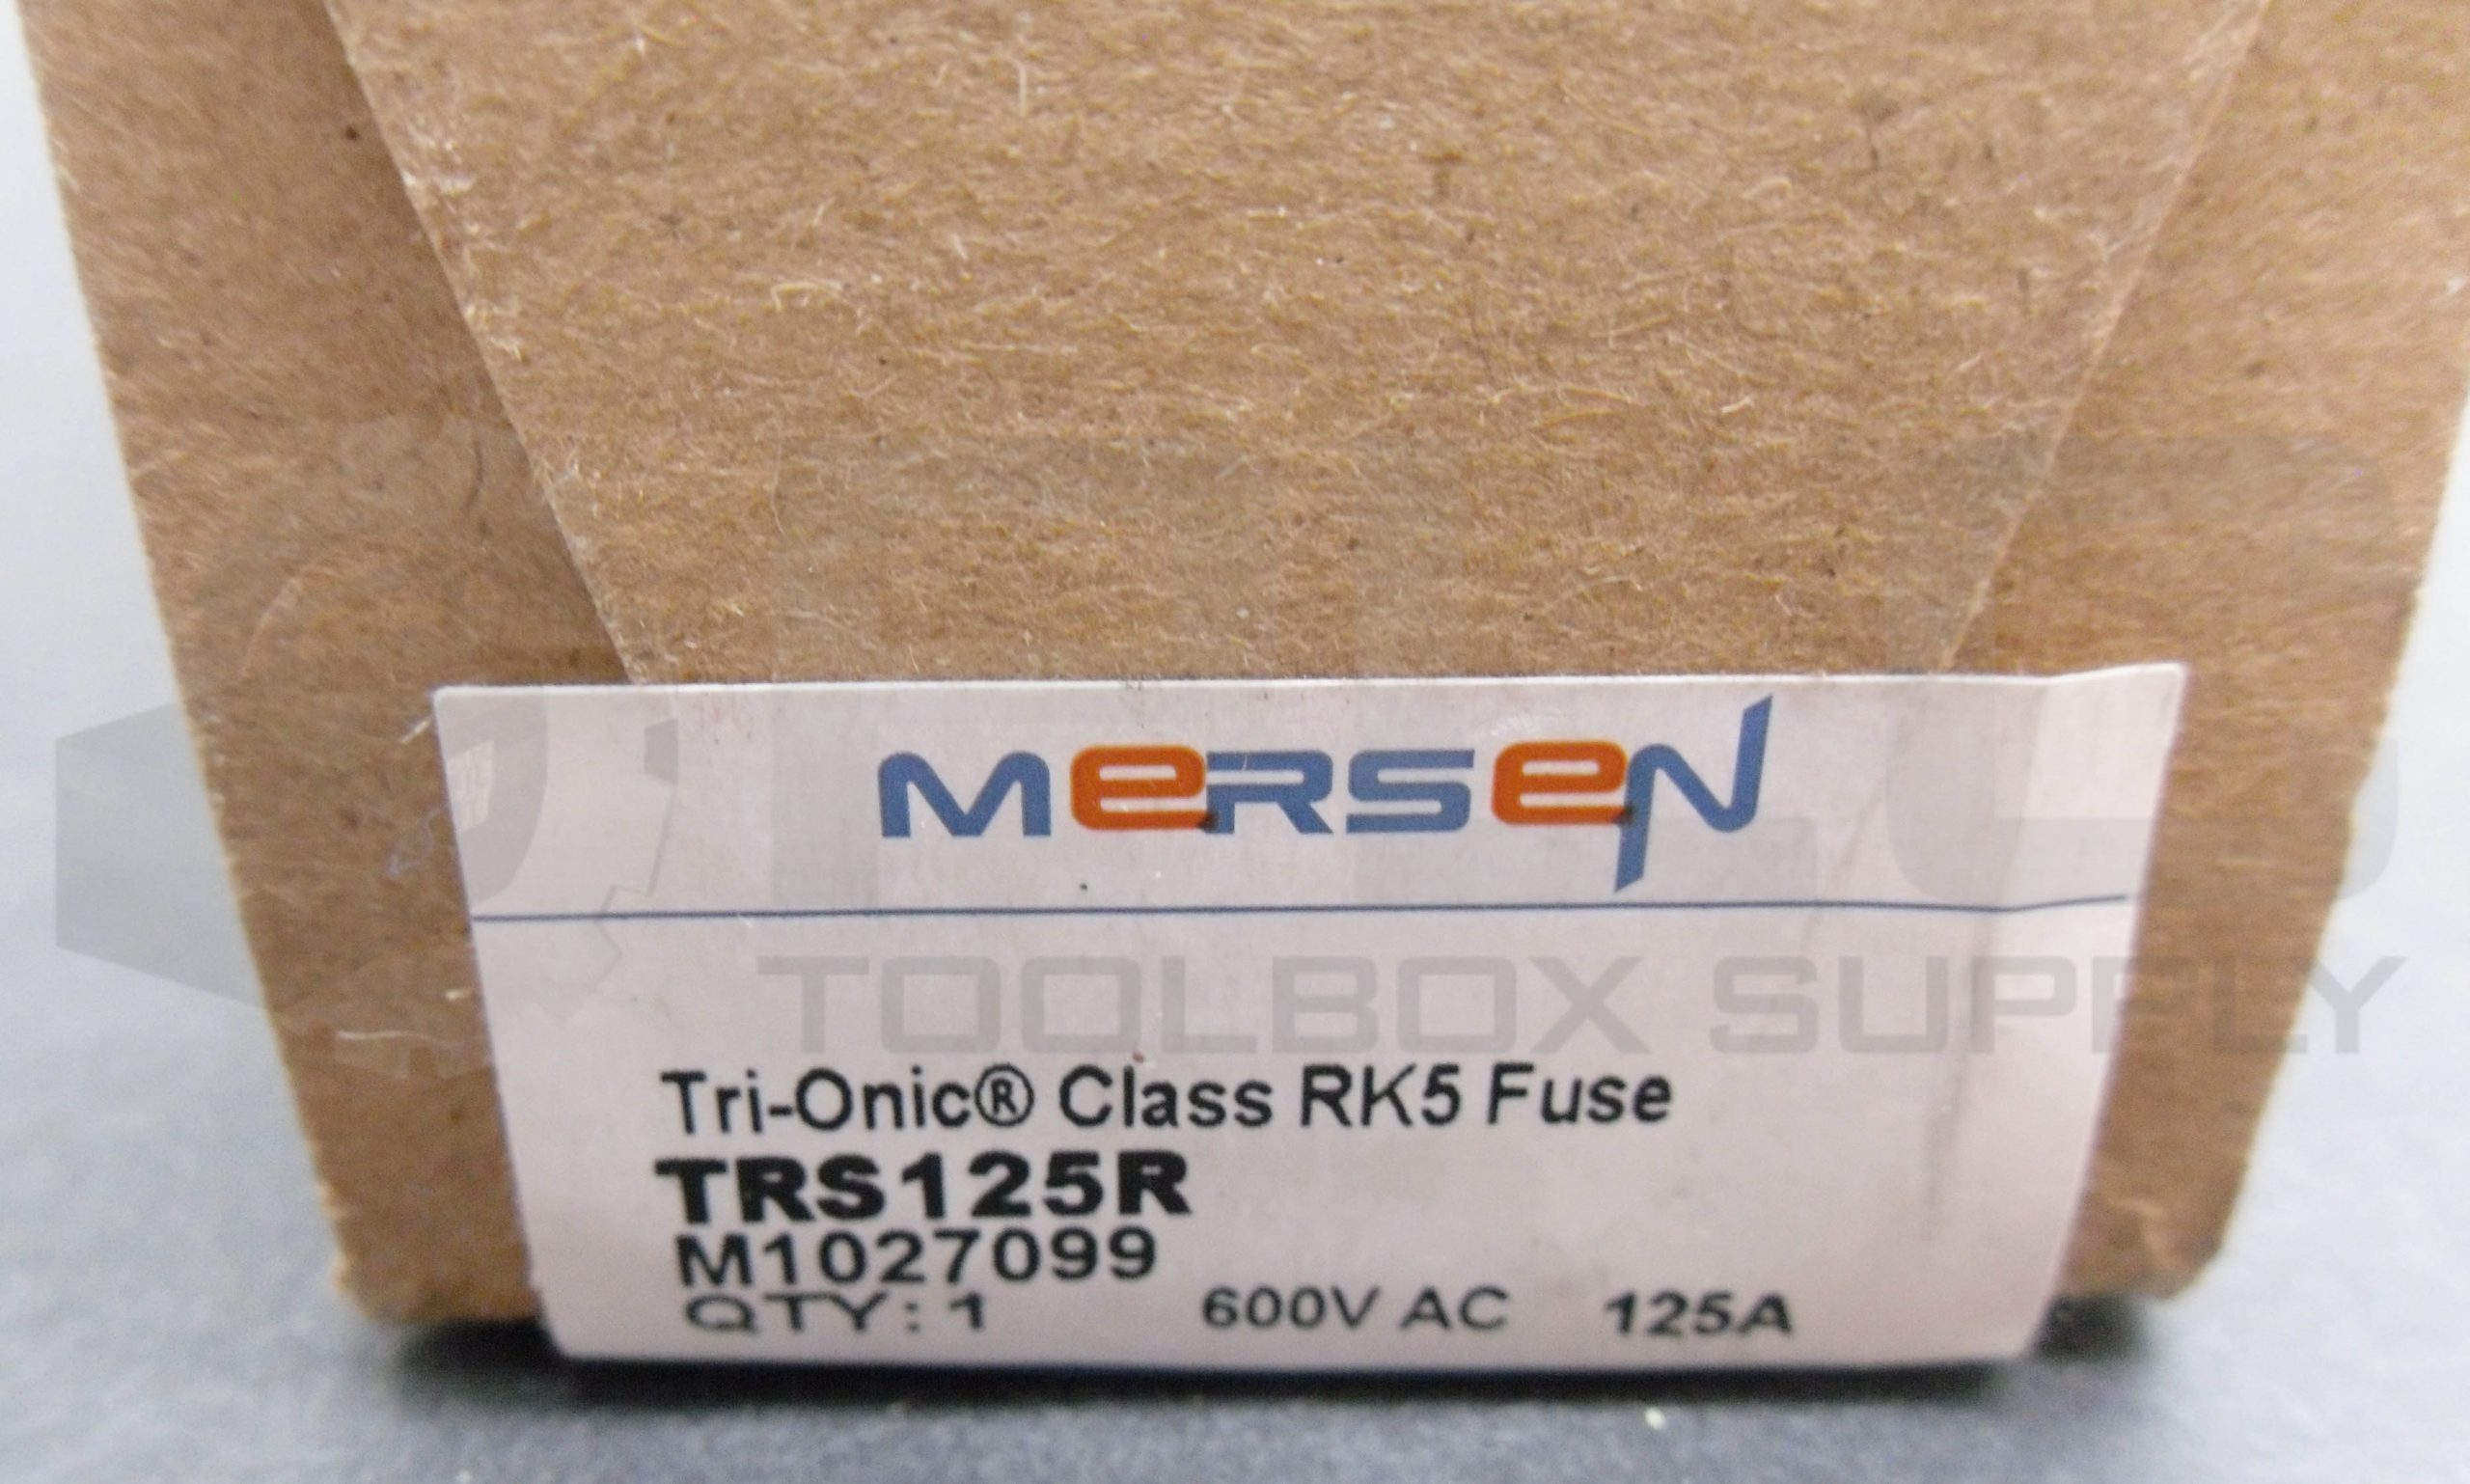 MERSEN
TOOLBOX SUPPLY
Tri-Onic® Class RK5 Fuse
TRS125R
M1027099
QTY: 1 600V AC 125A